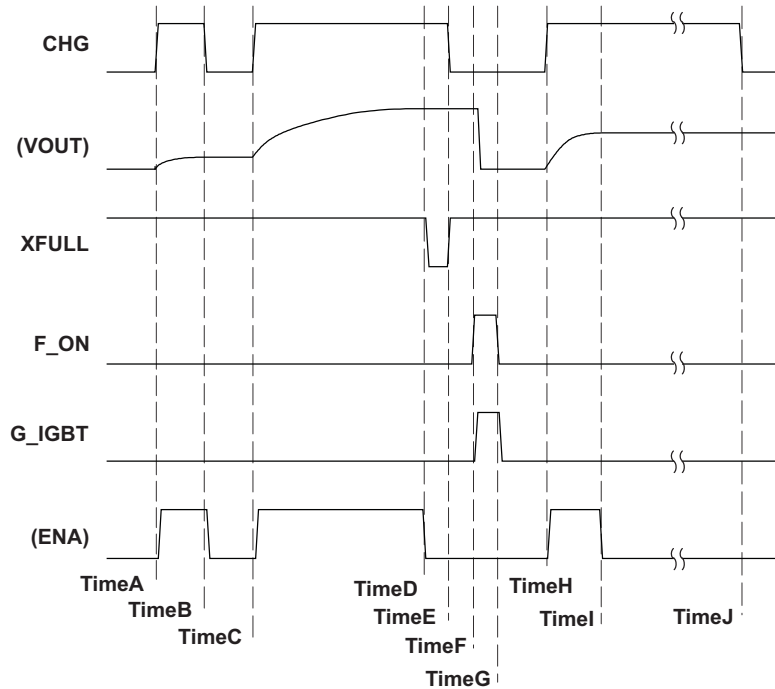 CHG
(VOUT)
XFULL
F_ON
G_IGBT
(ENA)
TimeA
TimeB
TimeC
TimeD
TimeE
TimeF
TimeG
TimeH
TimeI
TimeJ